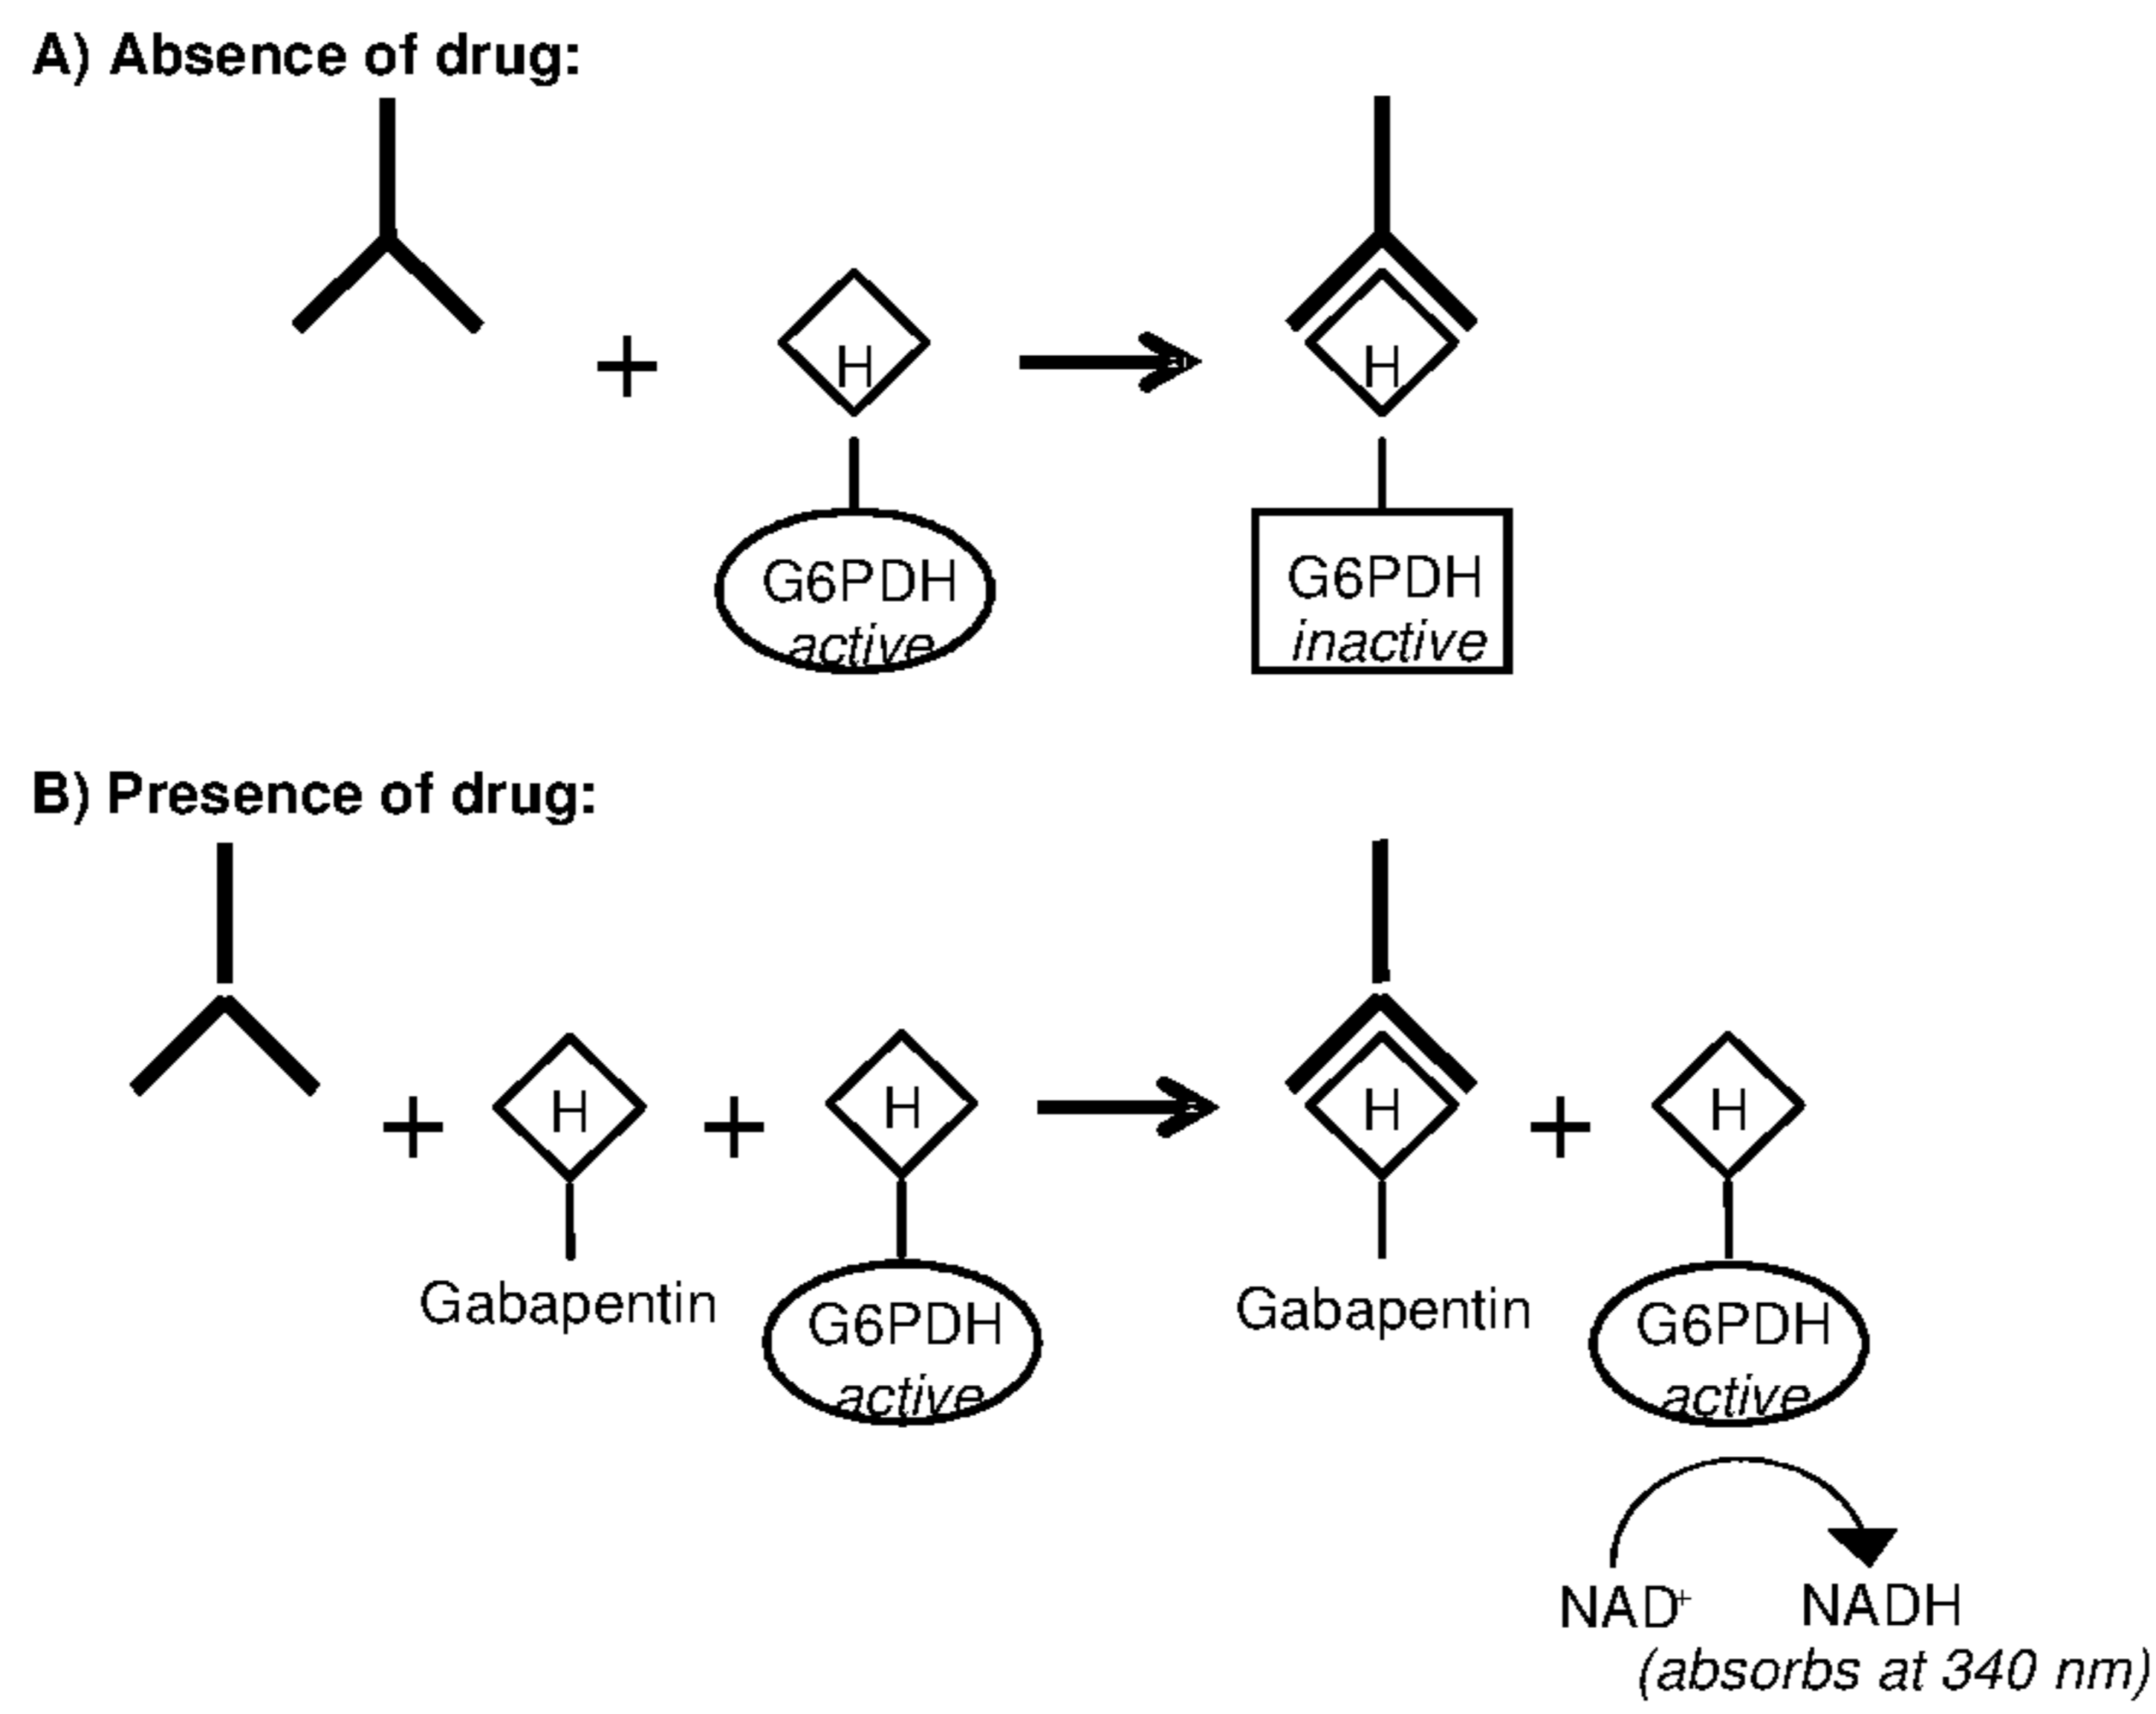 A) Absence of drug:
H
H
G6PDH
active
G6PDH
inactive
B) Presence of drug:
H
H
H
H
Gabapentin
G6PDH
active
Gabapentin
G6PDH
active
NAD+
NADH
(absorbs at 340 nm)